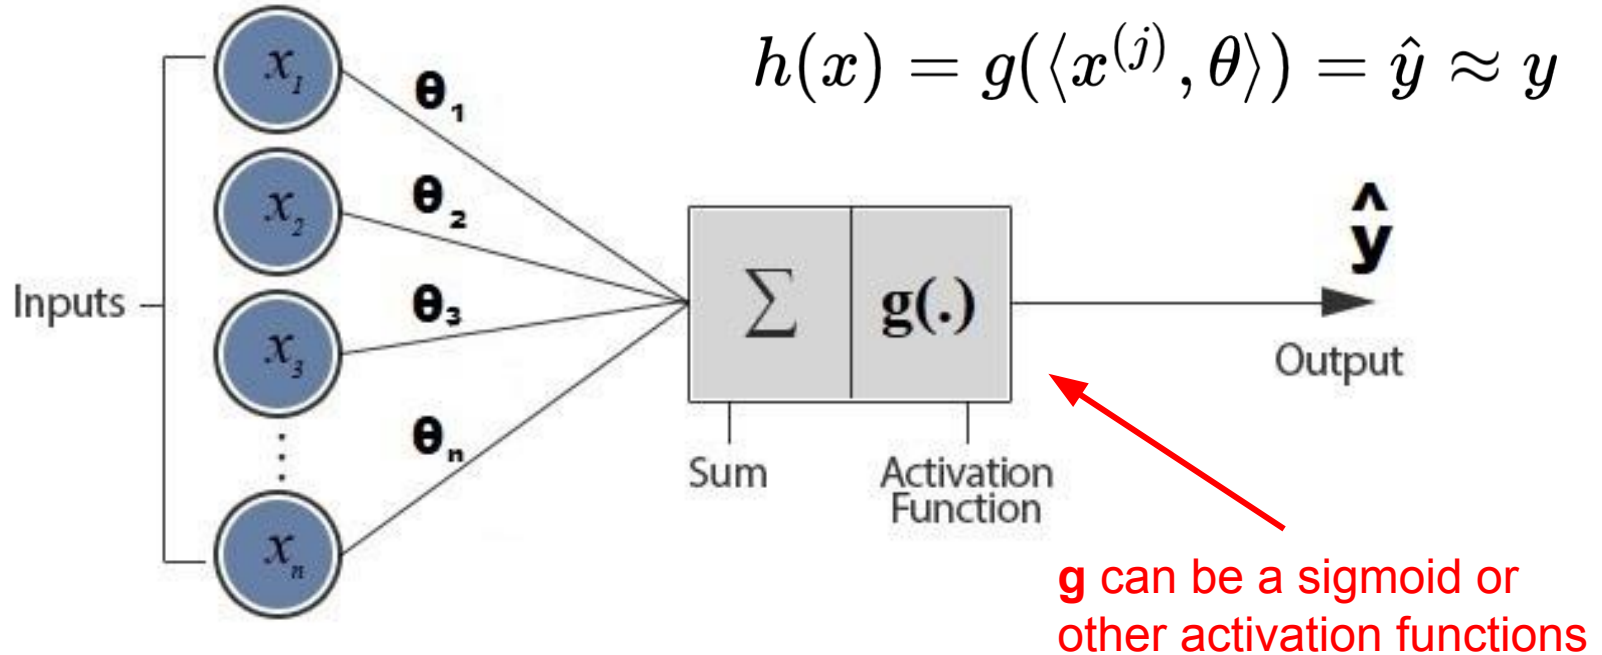 h(x) = g(⟨x^{(j)}, θ⟩) = ŷ ≈ y
x₁
θ₁
x₂
θ₂
x₃
θ₃
Inputs
⋮
xₙ
θₙ
∑
g(.)
ŷ
Output
Sum
Activation
Function
g can be a sigmoid or
other activation functions